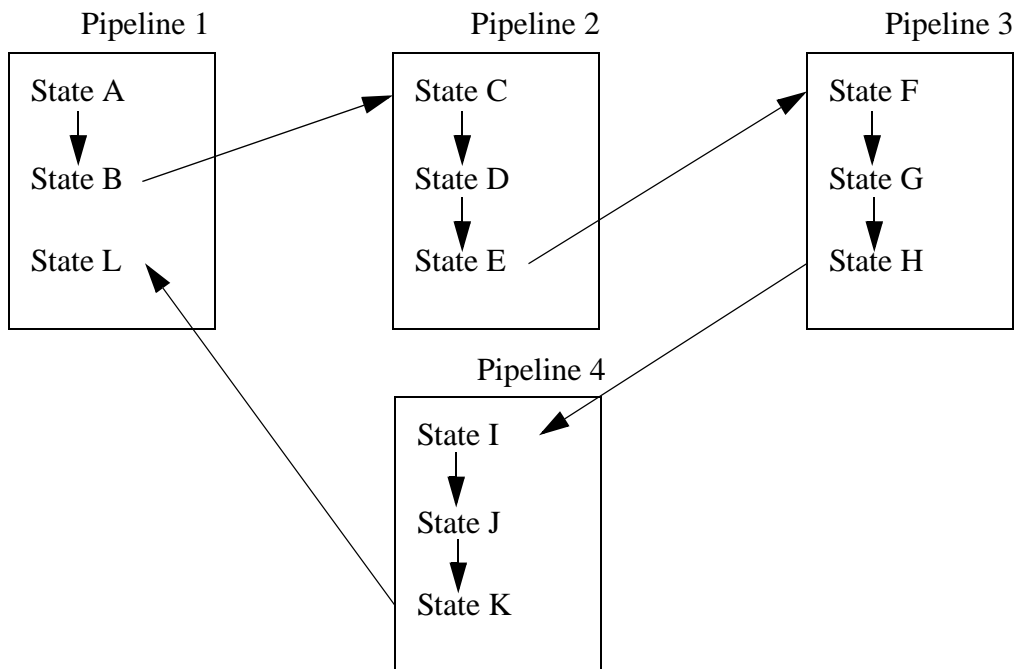 Pipeline 1
State A
State B
State L
Pipeline 2
State C
State D
State E
Pipeline 3
State F
State G
State H
Pipeline 4
State I
State J
State K